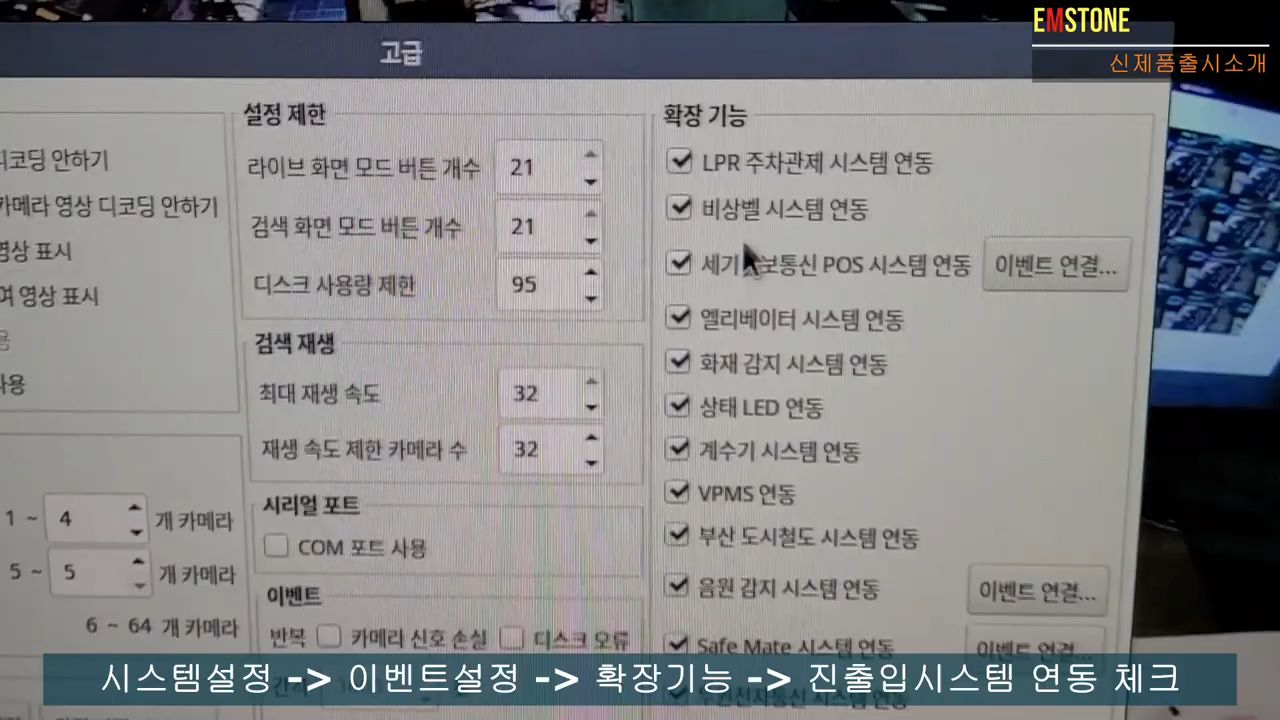 EMSTONE
신제품출시소개
고급
디코딩 안하기
카메라 영상 디코딩 안하기
영상 표시
여 영상 표시
용
사용
1 ~ 4 개 카메라
5 ~ 5 개 카메라
6 ~ 64 개 카메라
설정 제한
라이브 화면 모드 버튼 개수 21
검색 화면 모드 버튼 개수 21
디스크 사용량 제한 95
검색 재생
최대 재생 속도 32
재생 속도 제한 카메라 수 32
시리얼 포트
COM 포트 사용
이벤트
반복 카메라 신호 손실 디스크 오류
확장 기능
LPR 주차관제 시스템 연동
비상벨 시스템 연동
세기 보통신 POS 시스템 연동 이벤트 연결...
엘리베이터 시스템 연동
화재 감지 시스템 연동
상태 LED 연동
계수기 시스템 연동
VPMS 연동
부산 도시철도 시스템 연동
음원 감지 시스템 연동 이벤트 연결...
Safe Mate 시스템 연동 이벤트 연결...
시스템설정 -> 이벤트설정 -> 확장기능 -> 진출입시스템 연동 체크